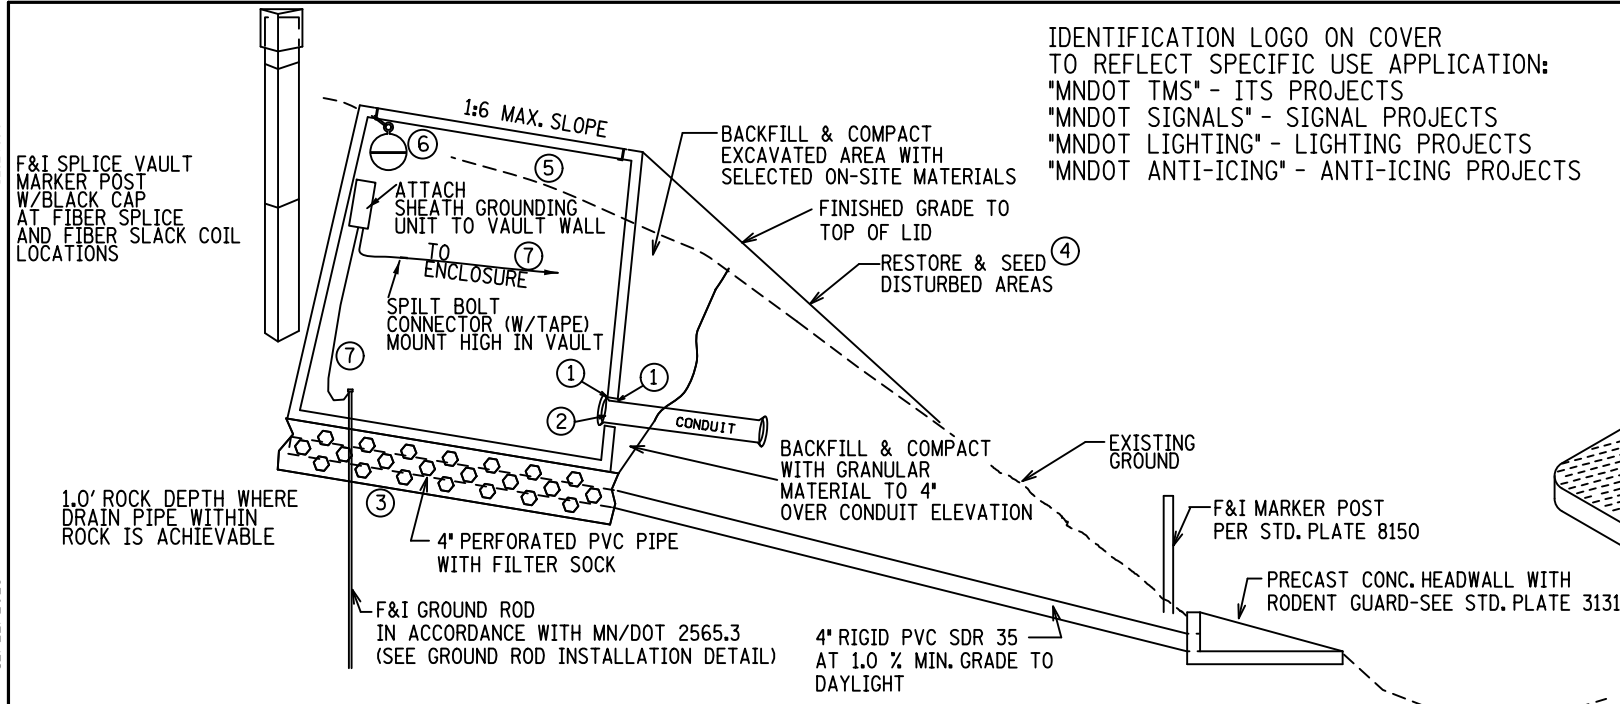 IDENTIFICATION LOGO ON COVER
TO REFLECT SPECIFIC USE APPLICATION:
"MNDOT TMS" - ITS PROJECTS
"MNDOT SIGNALS" - SIGNAL PROJECTS
"MNDOT LIGHTING" - LIGHTING PROJECTS
"MNDOT ANTI-ICING" - ANTI-ICING PROJECTS
1:6 MAX. SLOPE
F&I SPLICE VAULT
MARKER POST
W/BLACK CAP
AT FIBER SPLICE
AND FIBER SLACK COIL
LOCATIONS
6
5
BACKFILL & COMPACT
EXCAVATED AREA WITH
SELECTED ON-SITE MATERIALS
ATTACH
SHEATH GROUNDING
UNIT TO VAULT WALL
FINISHED GRADE TO
TOP OF LID
TO
ENCLOSURE
7
RESTORE & SEED
DISTURBED AREAS
4
SPILT BOLT
CONNECTOR (W/TAPE)
MOUNT HIGH IN VAULT
7
1
1
2
CONDUIT
BACKFILL & COMPACT
WITH GRANULAR
MATERIAL TO 4"
OVER CONDUIT ELEVATION
EXISTING
GROUND
1.0' ROCK DEPTH WHERE
DRAIN PIPE WITHIN
ROCK IS ACHIEVABLE
3
4" PERFORATED PVC PIPE
WITH FILTER SOCK
F&I MARKER POST
PER STD. PLATE 8150
PRECAST CONC. HEADWALL WITH
RODENT GUARD-SEE STD. PLATE 3131
F&I GROUND ROD
IN ACCORDANCE WITH MN/DOT 2565.3
(SEE GROUND ROD INSTALLATION DETAIL)
4" RIGID PVC SDR 35
AT 1.0 % MIN. GRADE TO
DAYLIGHT